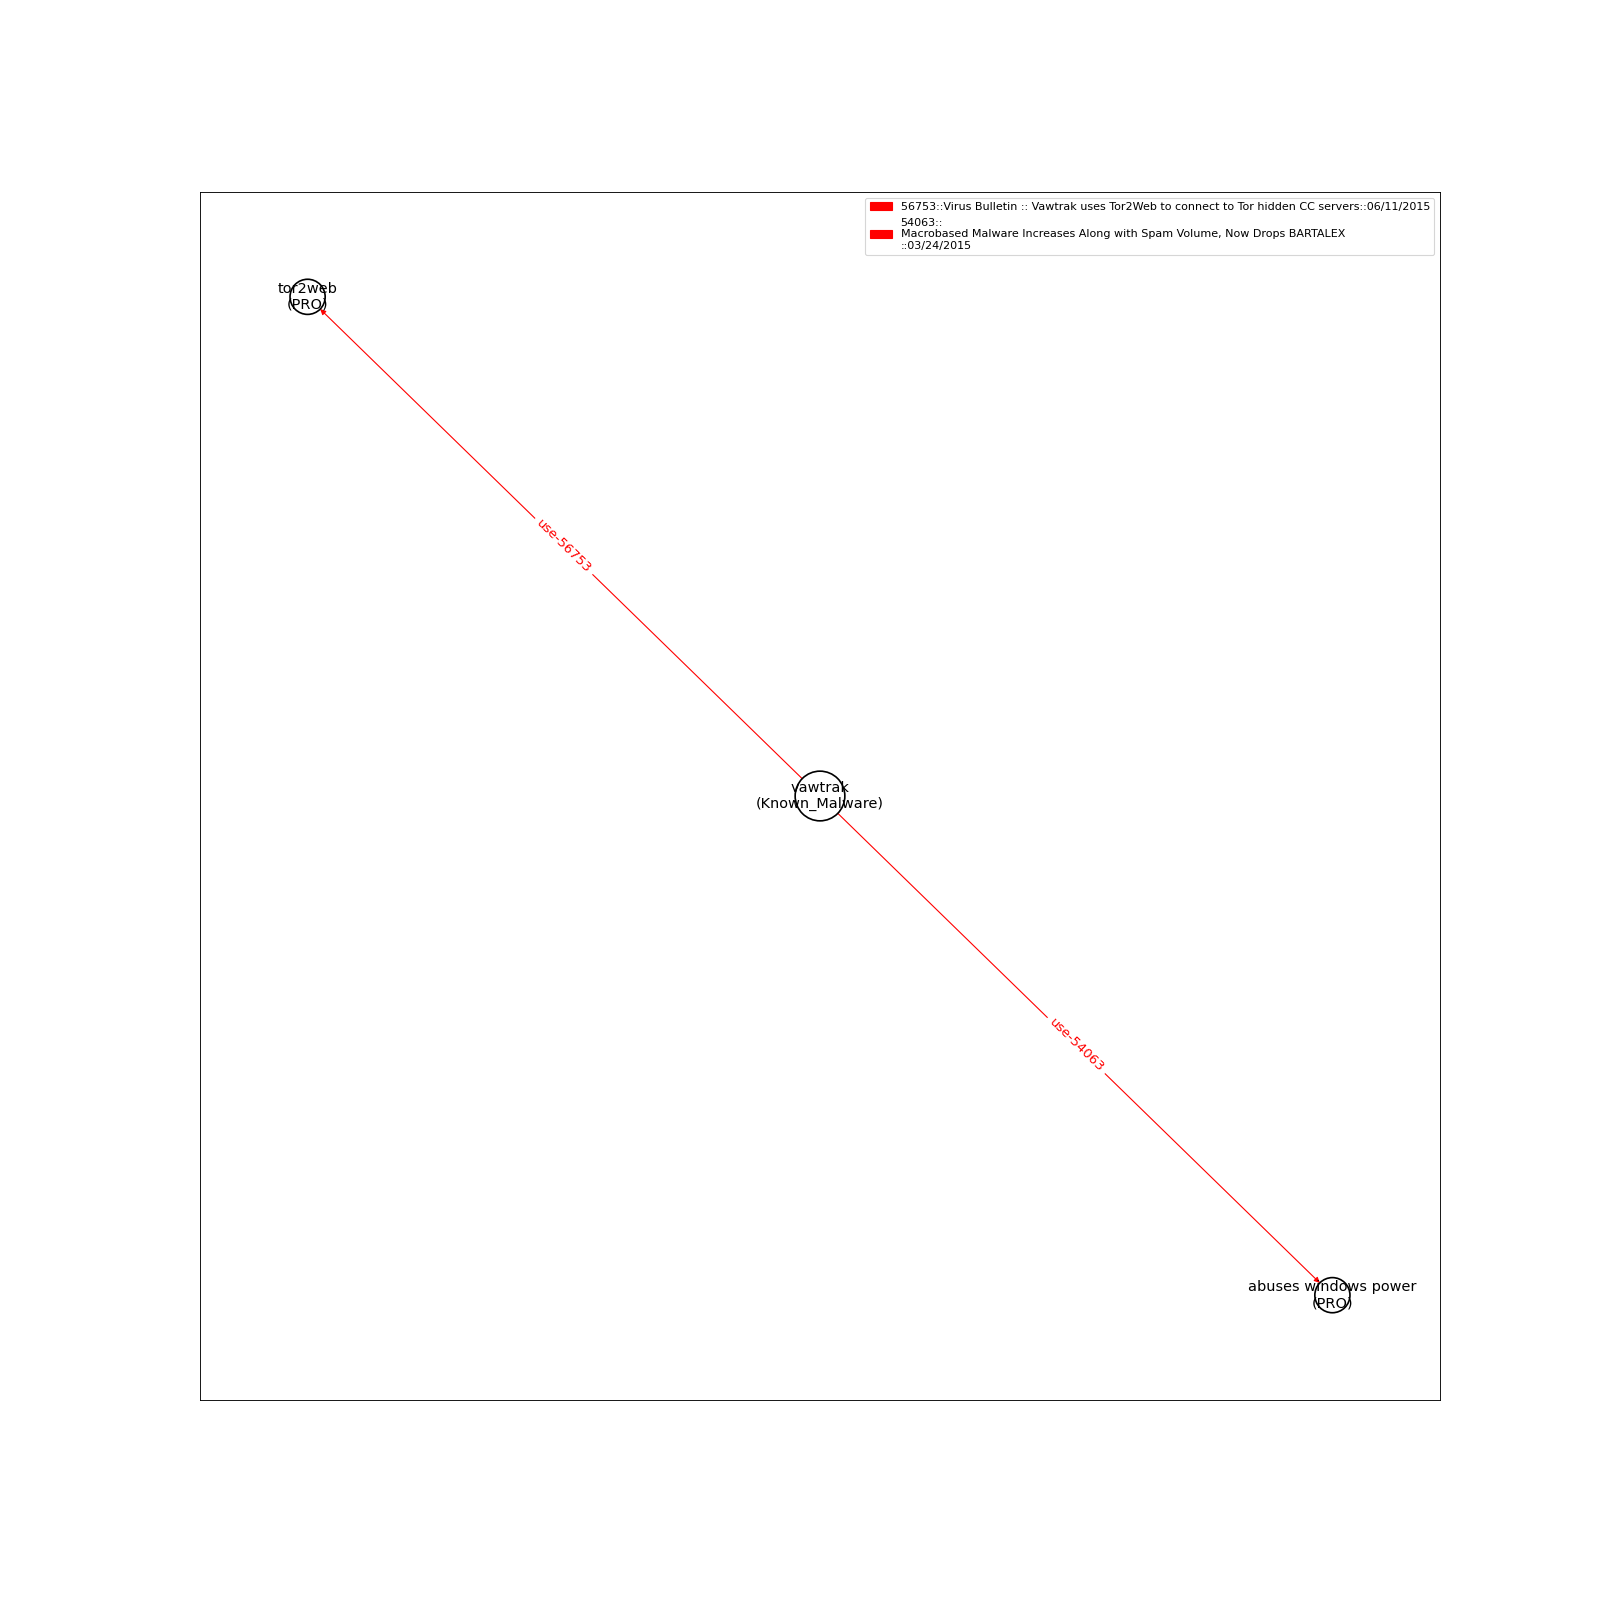 56753::Virus Bulletin :: Vawtrak uses Tor2Web to connect to Tor hidden CC servers::06/11/2015
54063::
Macrobased Malware Increases Along with Spam Volume, Now Drops BARTALEX
::03/24/2015
tor2web
(PRO)
use-56753
vawtrak
(Known_Malware)
use-54063
abuses windows power
(PRO)